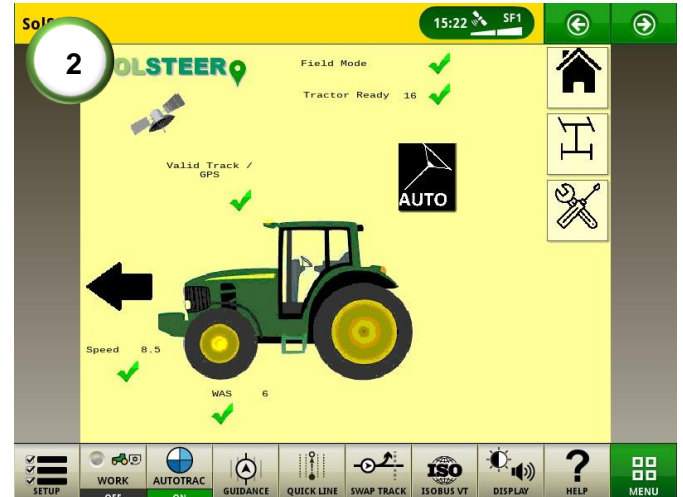 SolS
15:22 SF1
2
OLSTEER
Field Mode
Tractor Ready 16
Valid Track /
GPS
AUTO
Speed 8.5
WAS 6
SETUP
WORK
OFF
AUTOTRAC
ON
GUIDANCE
QUICK LINE
SWAP TRACK
ISO
ISOBUS VT
DISPLAY
?
HELP
MENU